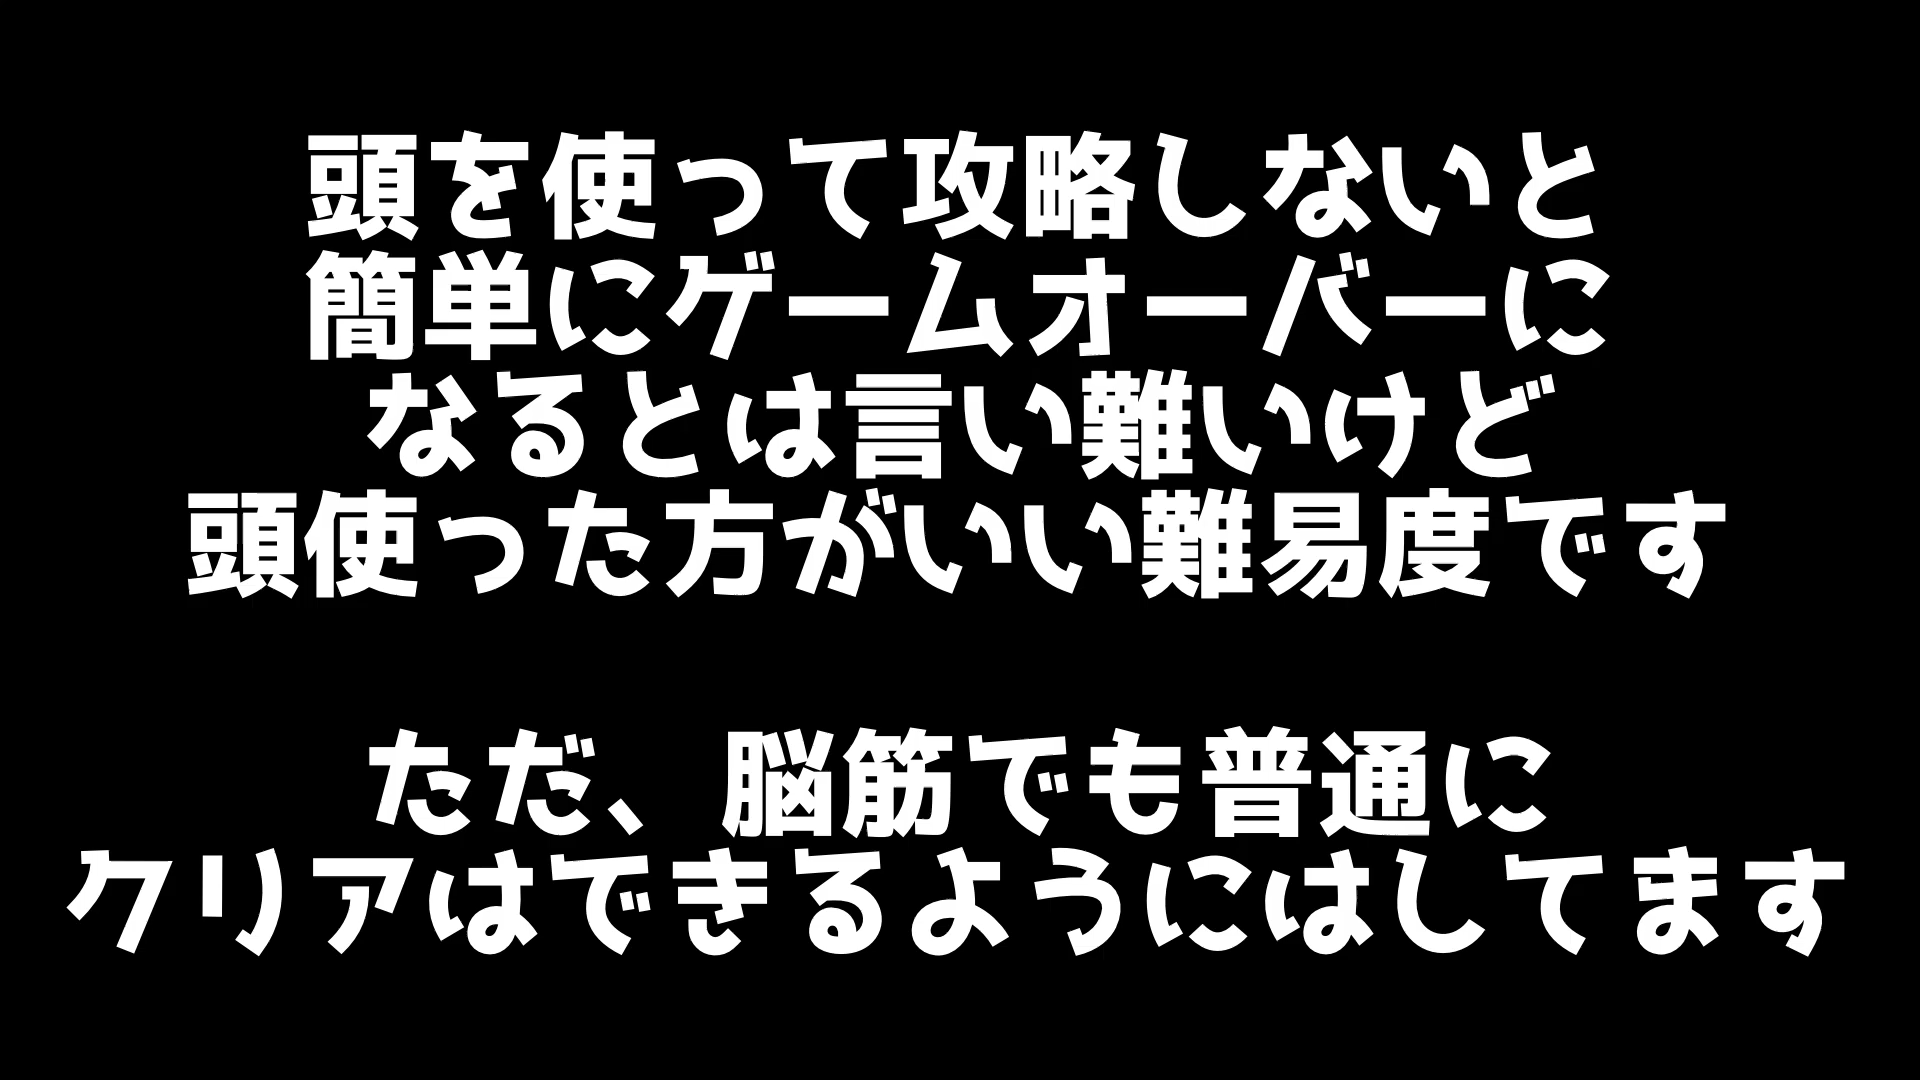 頭を使って攻略しないと
簡単にゲームオーバーに
なるとは言い難いけど
頭使った方がいい難易度です
ただ、脳筋でも普通に
クリアはできるようにはしてます